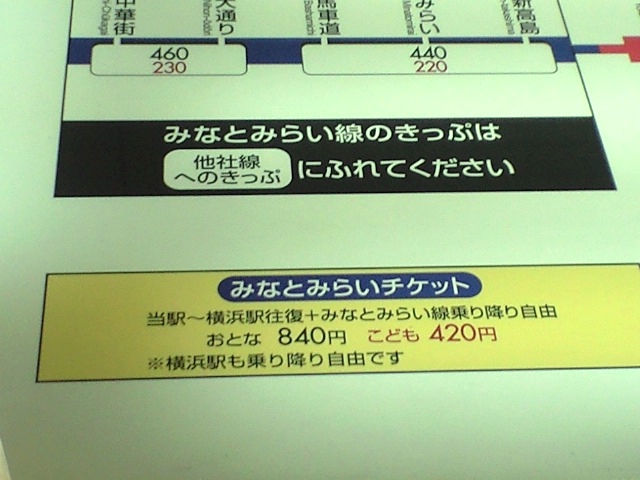 中華街
大通り
馬車道
みらい
新高島
460
230
440
220
みなとみらい線のきっぷは
他社線
へのきっぷ
にふれてください
みなとみらいチケット
当駅～横浜駅往復+みなとみらい線乗り降り自由
おとな 840円 こども 420円
※横浜駅も乗り降り自由です